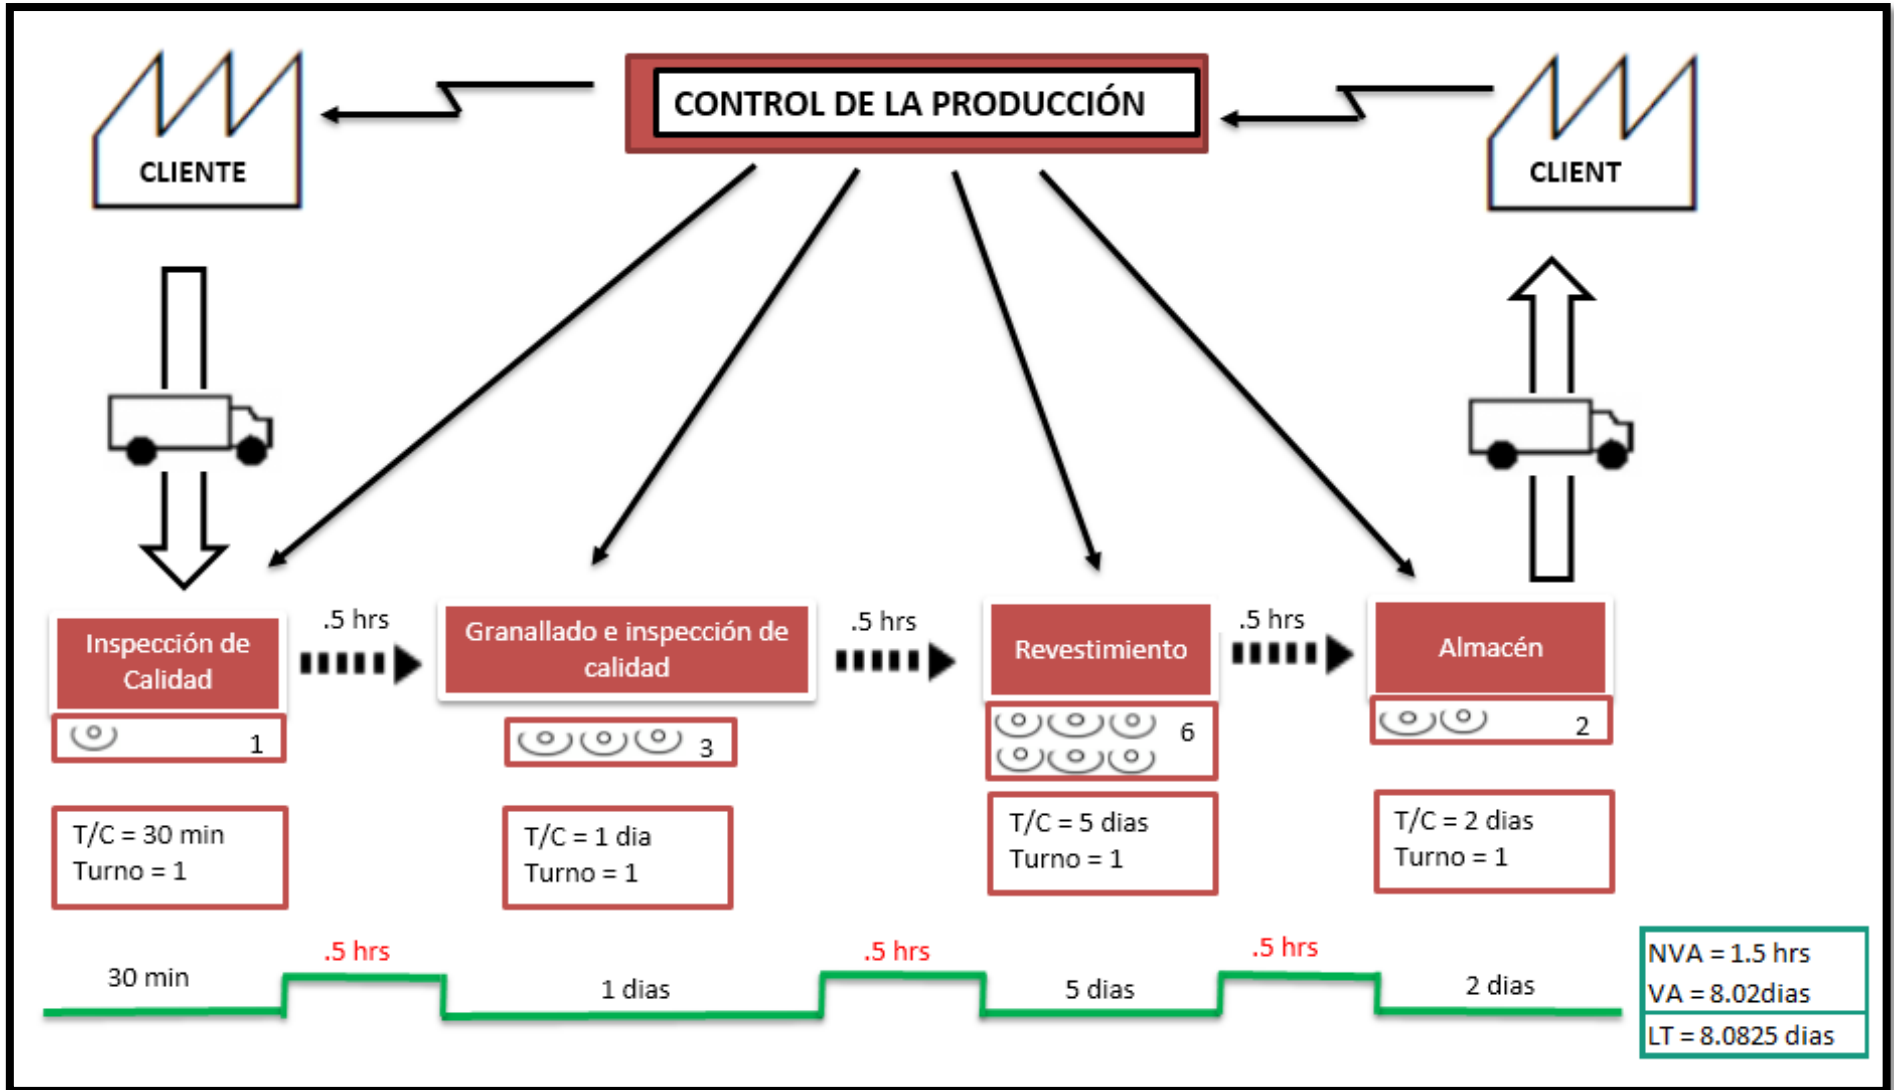 CONTROL DE LA PRODUCCIÓN
CLIENTE
CLIENT
Inspección de
Calidad
.5 hrs
Granallado e inspección de
calidad
.5 hrs
Revestimiento
.5 hrs
Almacén
1
3
6
2
T/C = 30 min
Turno = 1
T/C = 1 dia
Turno = 1
T/C = 5 dias
Turno = 1
T/C = 2 dias
Turno = 1
30 min
.5 hrs
1 dias
.5 hrs
5 dias
.5 hrs
2 dias
NVA = 1.5 hrs
VA = 8.02dias
LT = 8.0825 dias